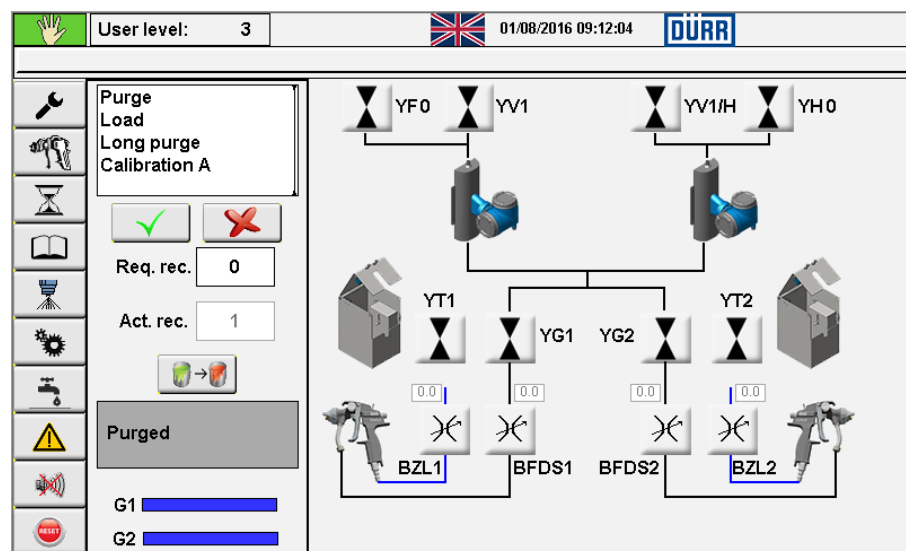 User level: 3
01/08/2016 09:12:04
DÜRR
Purge
Load
Long purge
Calibration A
Req. rec. 0
Act. rec. 1
Purged
G1
G2
RESET
YF0 YV1 YV1/H YH0
YT1 YT2
YG1 YG2
0.0 0.0 0.0 0.0
BZL1 BFDS1 BFDS2 BZL2